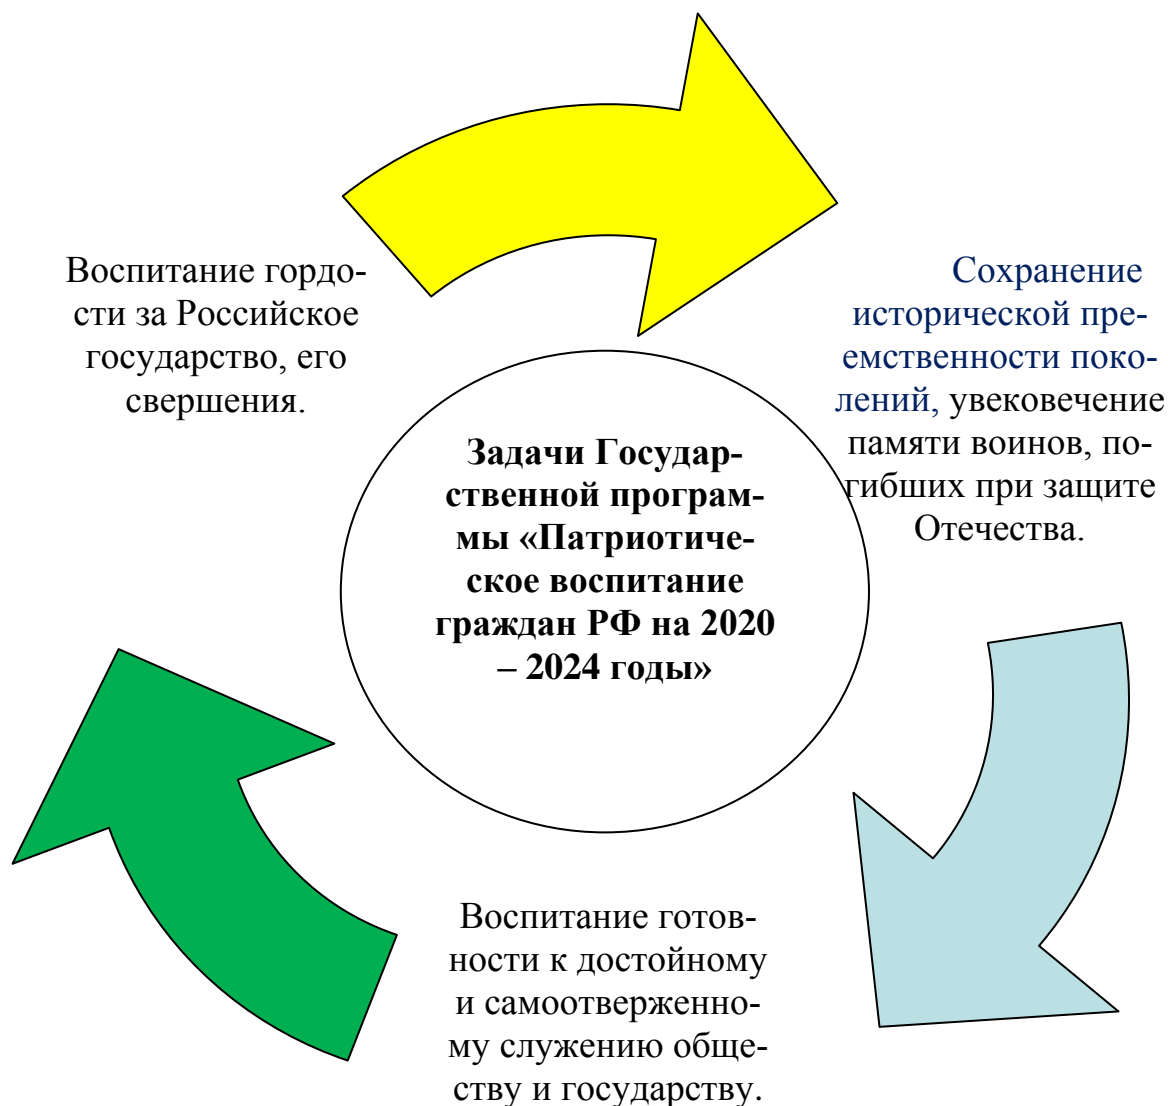 Воспитание гордо-
сти за Российское
государство, его
свершения.
Сохранение
исторической пре-
емственности поко-
лений, увековечение
памяти воинов, по-
гибших при защите
Отечества.
Задачи Государ-
ственной програм-
мы «Патриотиче-
ское воспитание
граждан РФ на 2020
– 2024 годы»
Воспитание готов-
ности к достойному
и самоотверженно-
му служению обще-
ству и государству.